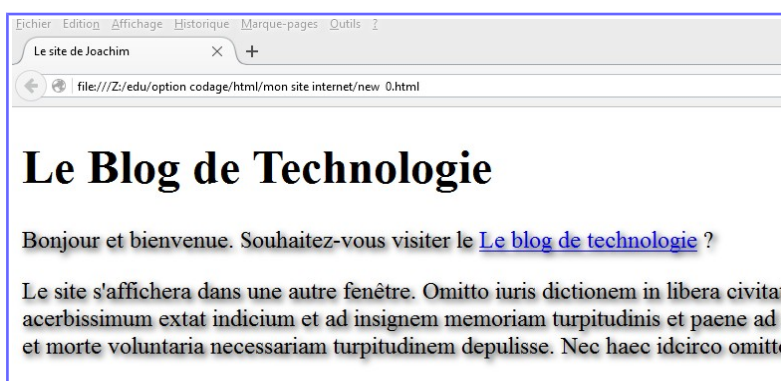 Fichier Edition Affichage Historique Marque-pages Outils ?
Le site de Joachim
file:///Z:/edu/option codage/html/mon site internet/new 0.html
Le Blog de Technologie
Bonjour et bienvenue. Souhaitez-vous visiter le Le blog de technologie ?
Le site s'affichera dans une autre fenêtre. Omitto iuris dictionem in libera
acerbissimum extat indicium et ad insignem memoriam turpitudinis et paene ad
et morte voluntaria necessariam turpitudinem depulisse. Nec haec idcirco